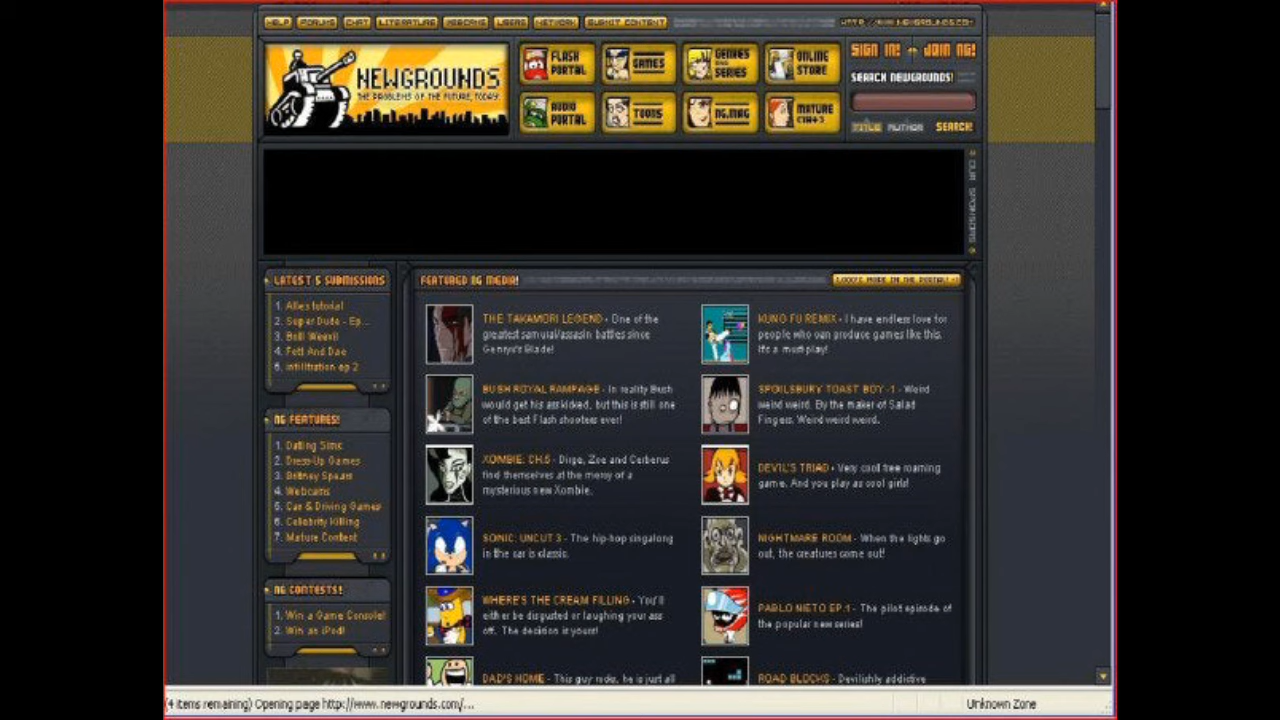 HELP FORUMS CHAT LITERATURE WEBCAMS USERS NETWORK SUBMIT CONTENT
HTTP://WWW.NEWGROUNDS.COM
NEWGROUNDS
THE PROBLEMS OF THE FUTURE, TODAY!
FLASH PORTAL
GAMES
GENRES AND SERIES
ONLINE STORE
AUDIO PORTAL
TOONS
NG.MAG
MATURE
SIGN IN! JOIN NG!
SEARCH NEWGROUNDS!
TITLE AUTHOR SEARCH!
OUR SPONSORS
LATEST 5 SUBMISSIONS
1. Allies tutorial
2. Super Dude - Ep...
3. Boll Weevil
4. Fett And Dae
5. infiltration ep 2
NG FEATURES!
1. Dating Sims
2. Dress-Up Games
3. Britney Spears
4. Webcams
5. Car & Driving Games
6. Celebrity Killing
7. Mature Content
NG CONTESTS!
1. Win a Game Console!
2. Win an iPod!
FEATURED NG MEDIA!
THE TAKAMORI LEGEND - One of the
greatest samurai/assasin battles since
Genryu's Blade!
KUNG FU REMIX - I have endless love for
people who can produce games like this.
It's a must-play!
BUSH ROYAL RAMPAGE - In reality Bush
would get his ass kicked, but this is still one
of the best Flash shooters ever!
SPOILSBURY TOAST BOY -1 - Weird
weird weird. By the maker of Salad
Fingers. Weird weird weird.
XOMBIE: CH.5 - Dirge, Zoe and Cerberus
find themselves at the mercy of a
mysterious new Xombie.
DEVIL'S TRIAD - Very cool free roaming
game. And you play as cool girls!
SONIC: UNCUT 3 - The hip-hop singalong
in the car is classic.
NIGHTMARE ROOM - When the lights go
out, the creatures come out!
WHERE'S THE CREAM FILLING - You'll
either be disgusted or laughing your ass
off. The decision is yours!
PABLO NIETO EP.1 - The pilot episode of
the popular new series!
DAD'S HOME - This guy rocks, he is just all
ROAD BLOCKS - Devilishly addictive
(4 items remaining) Opening page http://www.newgrounds.com/...
Unknown Zone